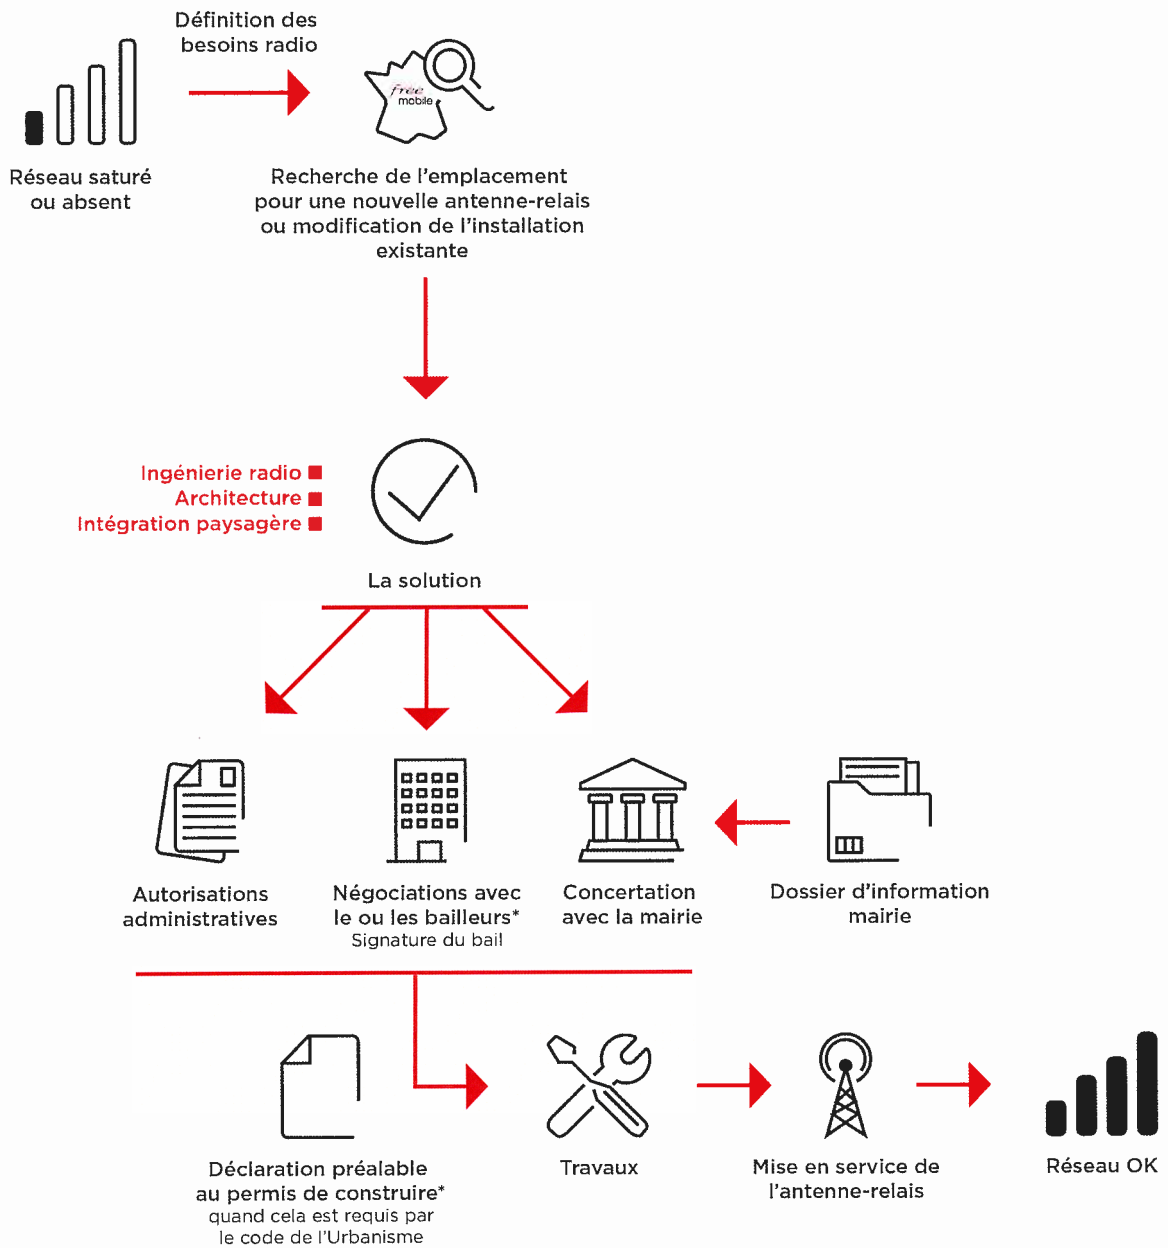 Définition des
besoins radio
free
mobile
Réseau saturé
ou absent
Recherche de l'emplacement
pour une nouvelle antenne-relais
ou modification de l'installation
existante
Ingénierie radio
Architecture
Intégration paysagère
La solution
Autorisations
administratives
Négociations avec
le ou les bailleurs*
Signature du bail
Concertation
avec la mairie
Dossier d'information
mairie
Déclaration préalable
au permis de construire*
quand cela est requis par
le code de l'Urbanisme
Travaux
Mise en service de
l'antenne-relais
Réseau OK